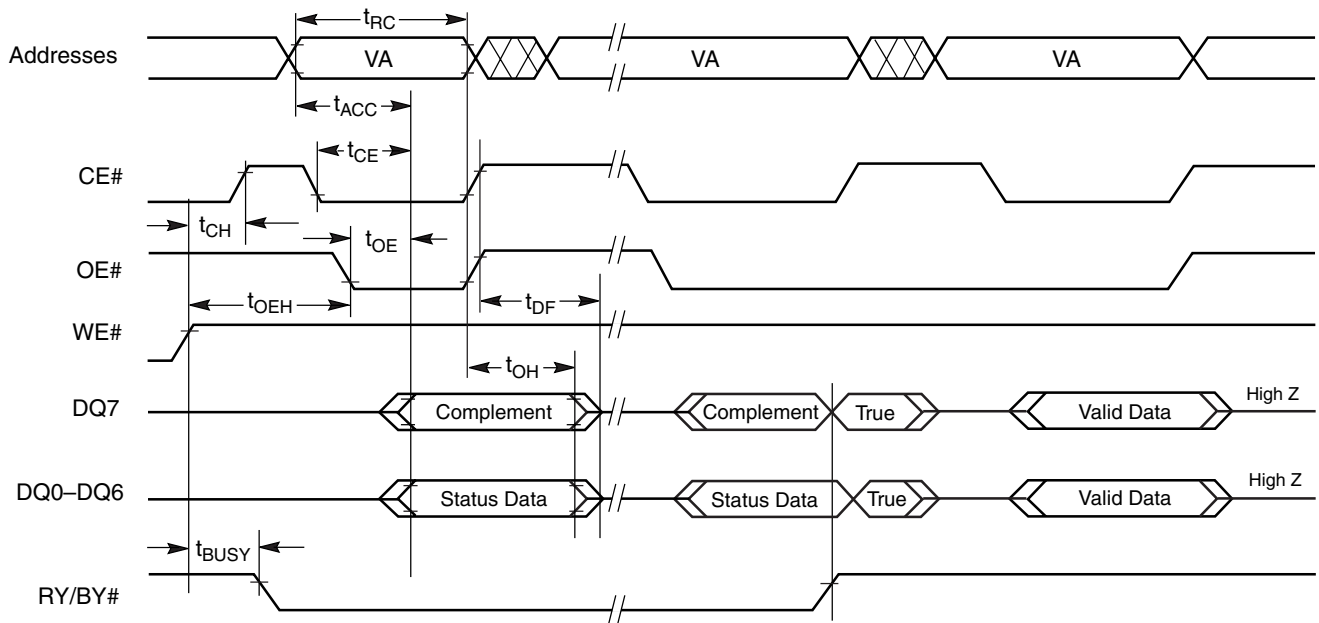 tRC
Addresses VA VA VA
tACC
tCE
CE#
tCH
tOE
OE#
tOEH
tDF
WE#
tOH
DQ7 Complement Complement True Valid Data High Z
DQ0–DQ6 Status Data Status Data True Valid Data High Z
tBUSY
RY/BY#